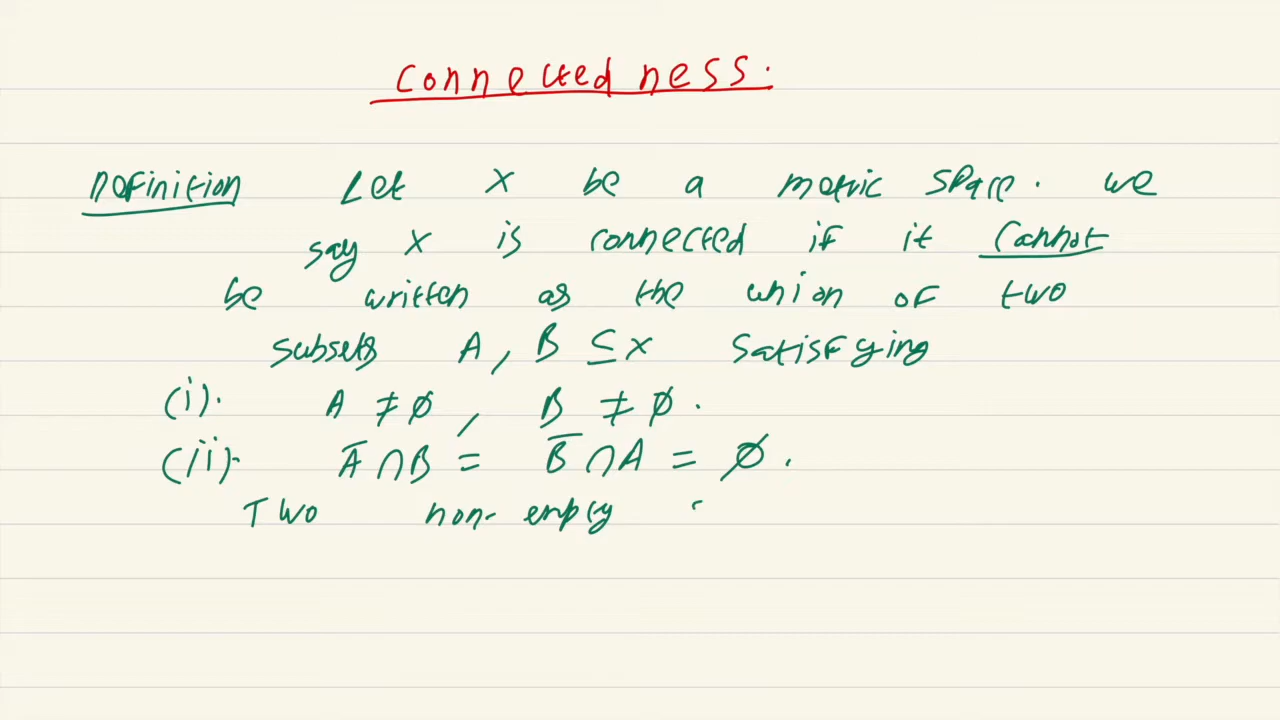 Connectedness.
Definition Let X be a metric space. we
say X is connected if it cannot
be written as the union of two
subsets A, B ⊆ X satisfying
(i). A ≠ ∅, B ≠ ∅.
(ii). A̅ ∩ B = B̅ ∩ A = ∅.
Two non-empty